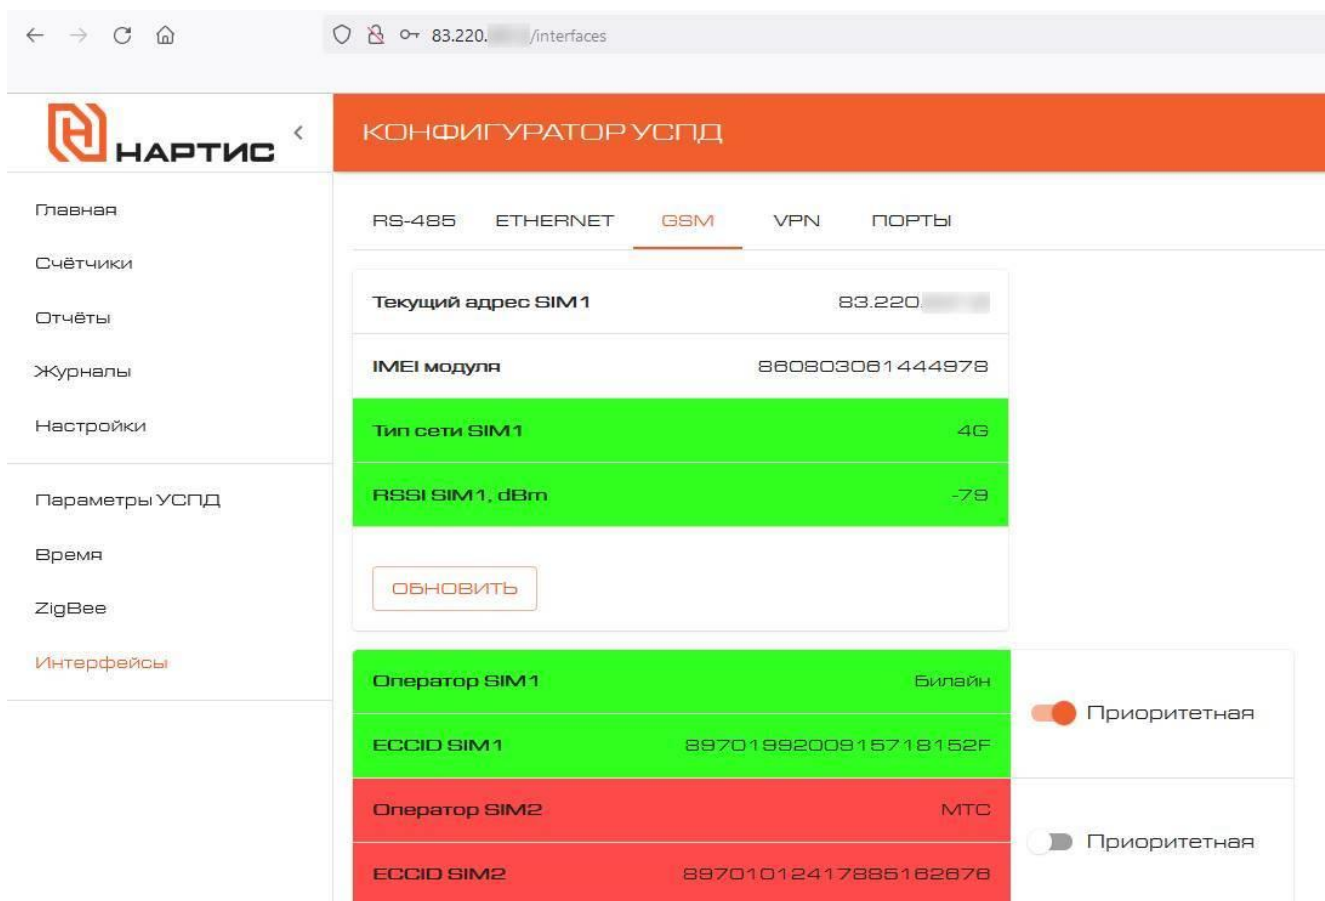 83.220. /interfaces
НАРТИС
КОНФИГУРАТОР УСПД
Главная
Счётчики
Отчёты
Журналы
Настройки
Параметры УСПД
Время
ZigBee
Интерфейсы
RS-485 ETHERNET GSM VPN ПОРТЫ
Текущий адрес SIM1 83.220.
IMEI модуля 860803061444978
Тип сети SIM1 4G
RSSI SIM1, dBm -79
ОБНОВИТЬ
Оператор SIM1 Билайн
ECCID SIM1 8970199200915718152F
Приоритетная
Оператор SIM2 МТС
ECCID SIM2 89701012417885162676
Приоритетная